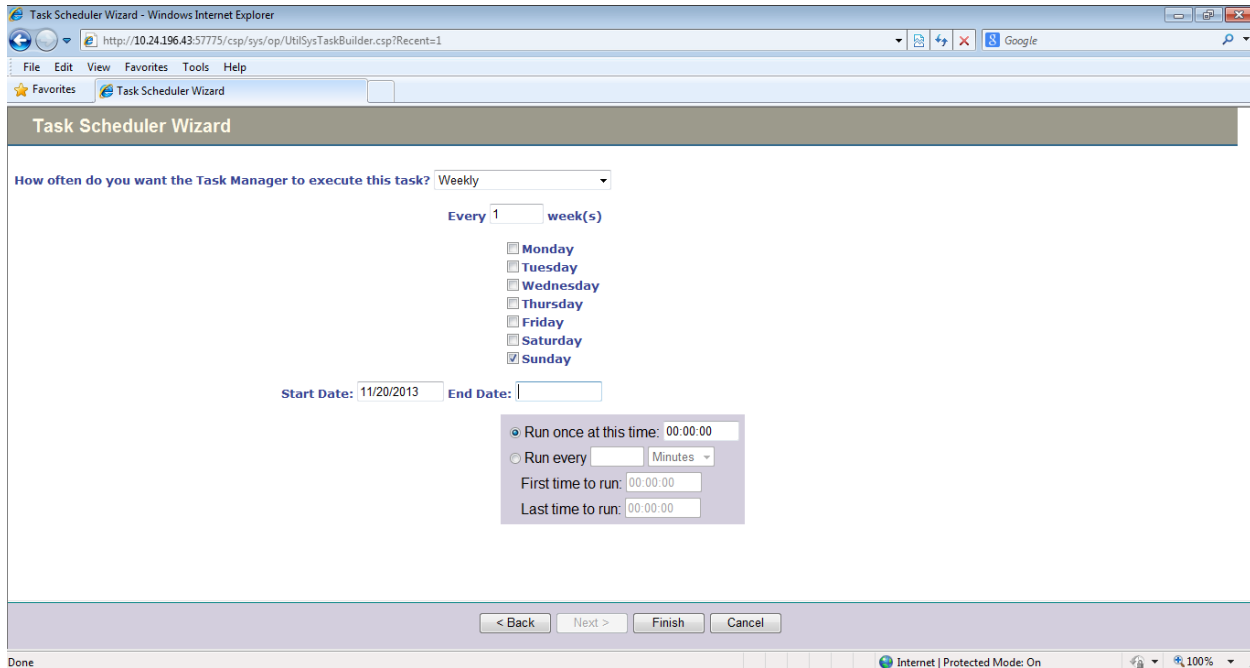 Task Scheduler Wizard - Windows Internet Explorer
http://10.24.196.43:57775/csp/sys/op/UtilSysTaskBuilder.csp?Recent=1
Google
File Edit View Favorites Tools Help
Favorites Task Scheduler Wizard
Task Scheduler Wizard
How often do you want the Task Manager to execute this task? Weekly
Every 1 week(s)
Monday
Tuesday
Wednesday
Thursday
Friday
Saturday
Sunday
Start Date: 11/20/2013 End Date:
Run once at this time: 00:00:00
Run every Minutes
First time to run: 00:00:00
Last time to run: 00:00:00
< Back Next > Finish Cancel
Done Internet | Protected Mode: On 100%